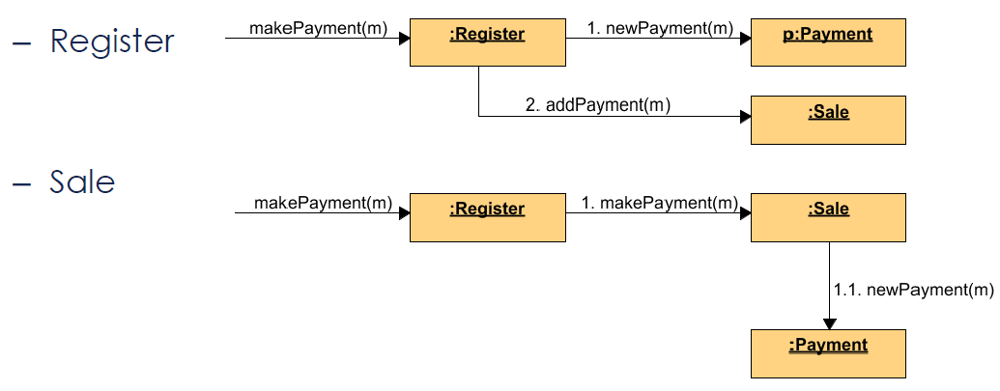 – Register
makePayment(m)
:Register
1. newPayment(m)
p:Payment
2. addPayment(m)
:Sale
– Sale
makePayment(m)
:Register
1. makePayment(m)
:Sale
1.1. newPayment(m)
:Payment